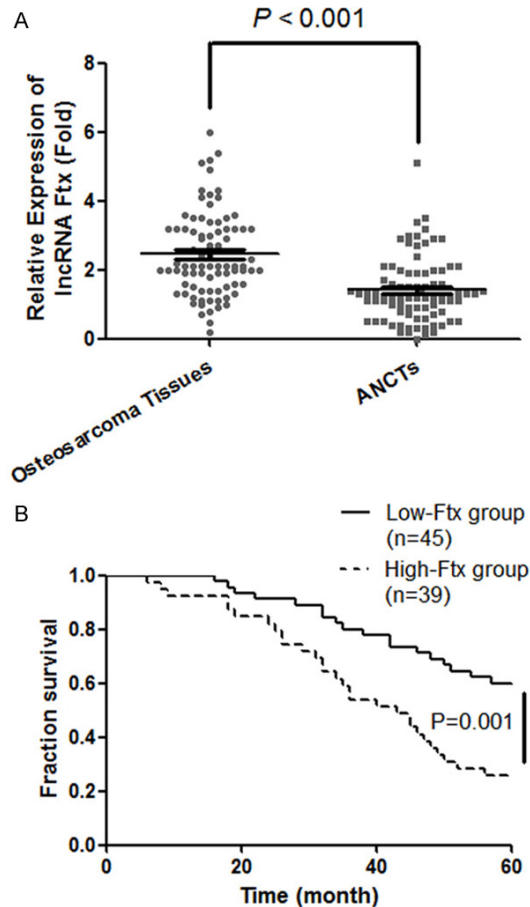 A
P < 0.001
Relative Expression of
lncRNA Ftx (Fold)
8
6
4
2
0
Osteosarcoma Tissues
ANCTs
B
Low-Ftx group
(n=45)
High-Ftx group
(n=39)
Fraction survival
1.0
0.8
0.6
0.4
0.2
0.0
P=0.001
0
20
40
60
Time (month)